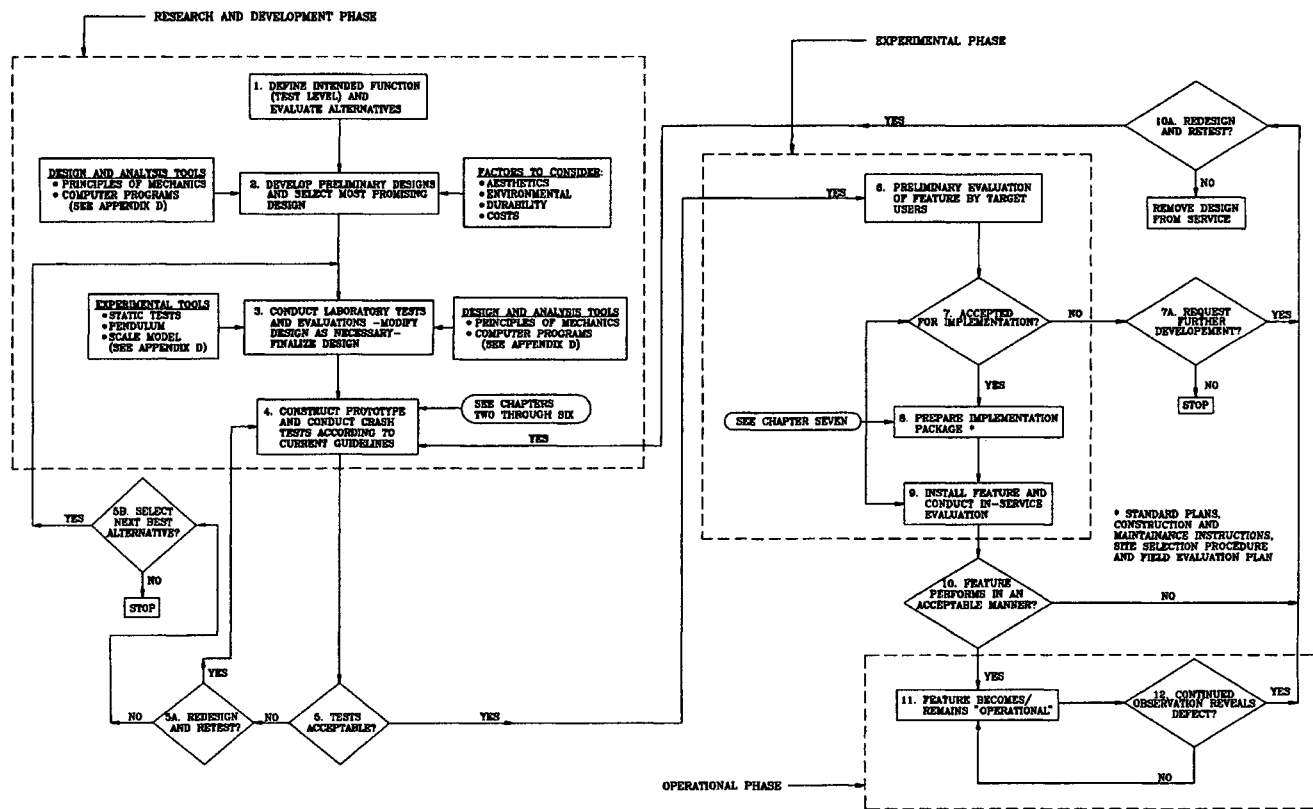 RESEARCH AND DEVELOPMENT PHASE
1. DEFINE INTENDED FUNCTION
(TEST LEVEL) AND
EVALUATE ALTERNATIVES
DESIGN AND ANALYSIS TOOLS
• PRINCIPLES OF MECHANICS
• COMPUTER PROGRAMS
(SEE APPENDIX D)
2. DEVELOP PRELIMINARY DESIGNS
AND SELECT MOST PROMISING
DESIGN
FACTORS TO CONSIDER:
• AESTHETICS
• ENVIRONMENTAL
• DURABILITY
• COSTS
EXPERIMENTAL TOOLS
• STATIC TESTS
• PENDULUM
• SCALE MODEL
(SEE APPENDIX D)
3. CONDUCT LABORATORY TESTS
AND EVALUATIONS -MODIFY
DESIGN AS NECESSARY-
FINALIZE DESIGN
DESIGN AND ANALYSIS TOOLS
• PRINCIPLES OF MECHANICS
• COMPUTER PROGRAMS
(SEE APPENDIX D)
4. CONSTRUCT PROTOTYPE
AND CONDUCT CRASH
TESTS ACCORDING TO
CURRENT GUIDELINES
SEE CHAPTERS
TWO THROUGH SIX
YES
5B. SELECT
NEXT BEST
ALTERNATIVE?
YES
NO
STOP
YES
5A. REDESIGN
AND RETEST?
NO
NO
5. TESTS
ACCEPTABLE?
YES
EXPERIMENTAL PHASE
YES
YES
6. PRELIMINARY EVALUATION
OF FEATURE BY TARGET
USERS
10A. REDESIGN
AND RETEST?
NO
REMOVE DESIGN
FROM SERVICE
7. ACCEPTED
FOR IMPLEMENTATION?
NO
7A. REQUEST
FURTHER
DEVELOPEMENT?
YES
NO
STOP
YES
SEE CHAPTER SEVEN
8. PREPARE IMPLEMENTATION
PACKAGE *
9. INSTALL FEATURE AND
CONDUCT IN-SERVICE
EVALUATION
* STANDARD PLANS,
CONSTRUCTION AND
MAINTAINANCE INSTRUCTIONS,
SITE SELECTION PROCEDURE
AND FIELD EVALUATION PLAN
10. FEATURE
PERFORMS IN AN
ACCEPTABLE MANNER?
NO
YES
11. FEATURE BECOMES/
REMAINS "OPERATIONAL"
12. CONTINUED
OBSERVATION REVEALS
DEFECT?
YES
NO
OPERATIONAL PHASE